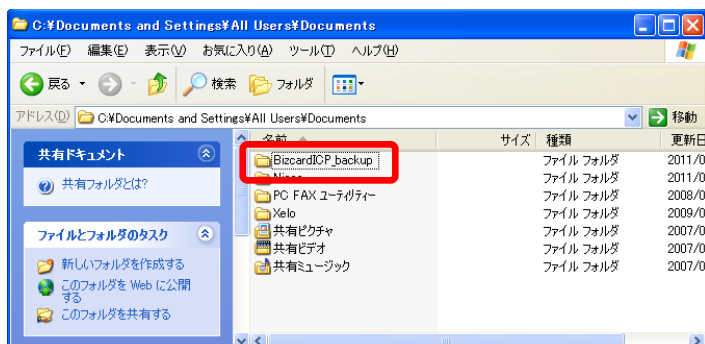 C:¥Documents and Settings¥All Users¥Documents
ファイル(F) 編集(E) 表示(V) お気に入り(A) ツール(T) ヘルプ(H)
戻る 検索 フォルダ
アドレス(D) C:¥Documents and Settings¥All Users¥Documents 移動
名前 サイズ 種類 更新日
共有ドキュメント
共有フォルダとは?
ファイルとフォルダのタスク
新しいフォルダを作成する
このフォルダを Web に公開
する
このフォルダを共有する
BizcardICP_backup ファイル フォルダ 2011/0
ファイル フォルダ 2011/0
PC FAX ユーティリティー ファイル フォルダ 2008/0
Xelo ファイル フォルダ 2009/0
共有ピクチャ ファイル フォルダ 2007/0
共有ビデオ ファイル フォルダ 2007/0
共有ミュージック ファイル フォルダ 2007/0